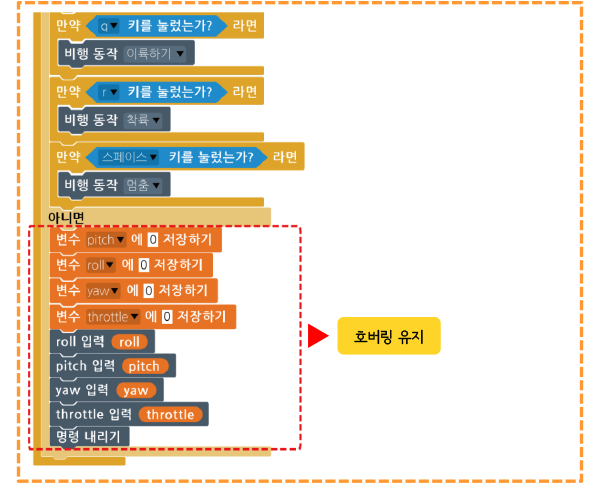 만약 q 키를 눌렀는가? 라면
비행 동작 이륙하기
만약 r 키를 눌렀는가? 라면
비행 동작 착륙
만약 스페이스 키를 눌렀는가? 라면
비행 동작 멈춤
아니면
변수 pitch 에 0 저장하기
변수 roll 에 0 저장하기
변수 yaw 에 0 저장하기
변수 throttle 에 0 저장하기
roll 입력 roll
pitch 입력 pitch
yaw 입력 yaw
throttle 입력 throttle
명령 내리기
호버링 유지